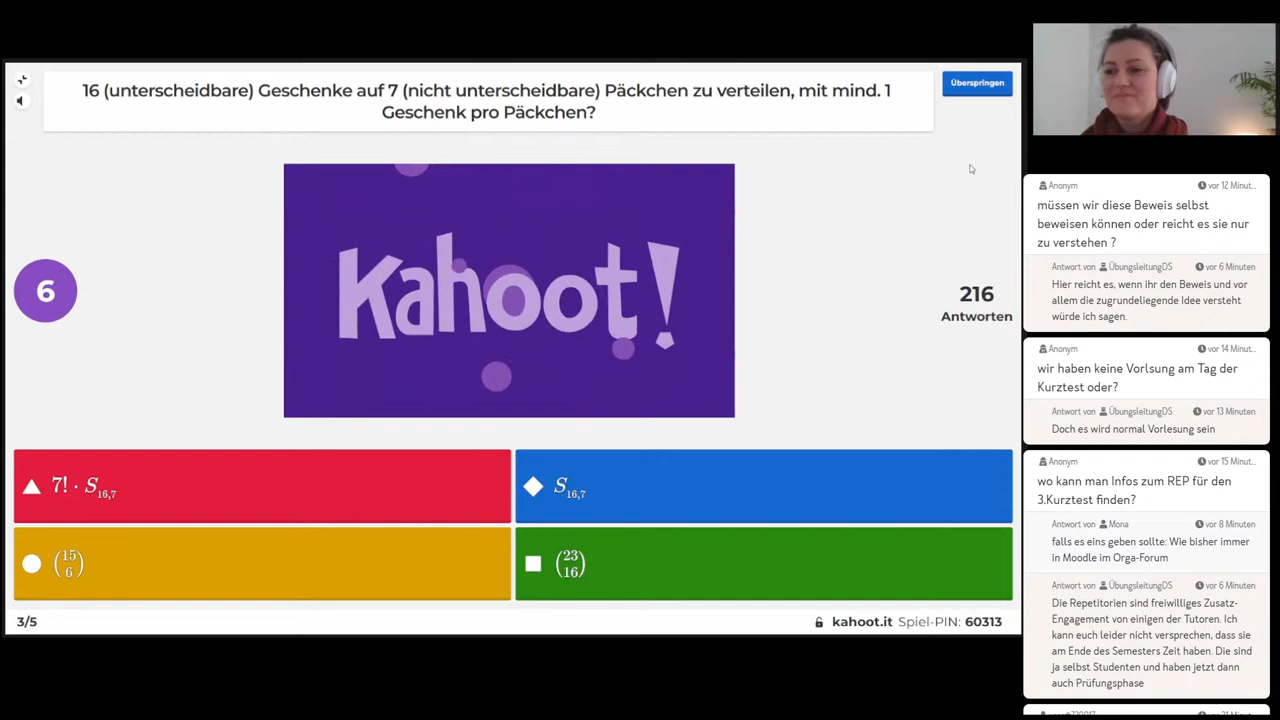 16 (unterscheidbare) Geschenke auf 7 (nicht unterscheidbare) Päckchen zu verteilen, mit mind. 1
Geschenk pro Päckchen?
Überspringen
Kahoot!
6
216
Antworten
7! · S₁₆,₇
S₁₆,₇
(15
6)
(23
16)
3/5
kahoot.it Spiel-PIN: 60313
Anonym vor 12 Minut...
müssen wir diese Beweis selbst
beweisen können oder reicht es sie nur
zu verstehen ?
Antwort von ÜbungsleitungDS vor 6 Minuten
Hier reicht es, wenn ihr den Beweis und vor
allem die zugrundeliegende Idee versteht
würde ich sagen.
Anonym vor 14 Minut...
wir haben keine Vorlsung am Tag der
Kurztest oder?
Antwort von ÜbungsleitungDS vor 13 Minuten
Doch es wird normal Vorlesung sein
Anonym vor 15 Minut...
wo kann man Infos zum REP für den
3.Kurztest finden?
Antwort von Mona vor 8 Minuten
falls es eins geben sollte: Wie bisher immer
in Moodle im Orga-Forum
Antwort von ÜbungsleitungDS vor 6 Minuten
Die Repetitorien sind freiwilliges Zusatz-
Engagement von einigen der Tutoren. Ich
kann euch leider nicht versprechen, dass sie
am Ende des Semesters Zeit haben. Die sind
ja selbst Studenten und haben jetzt dann
auch Prüfungsphase